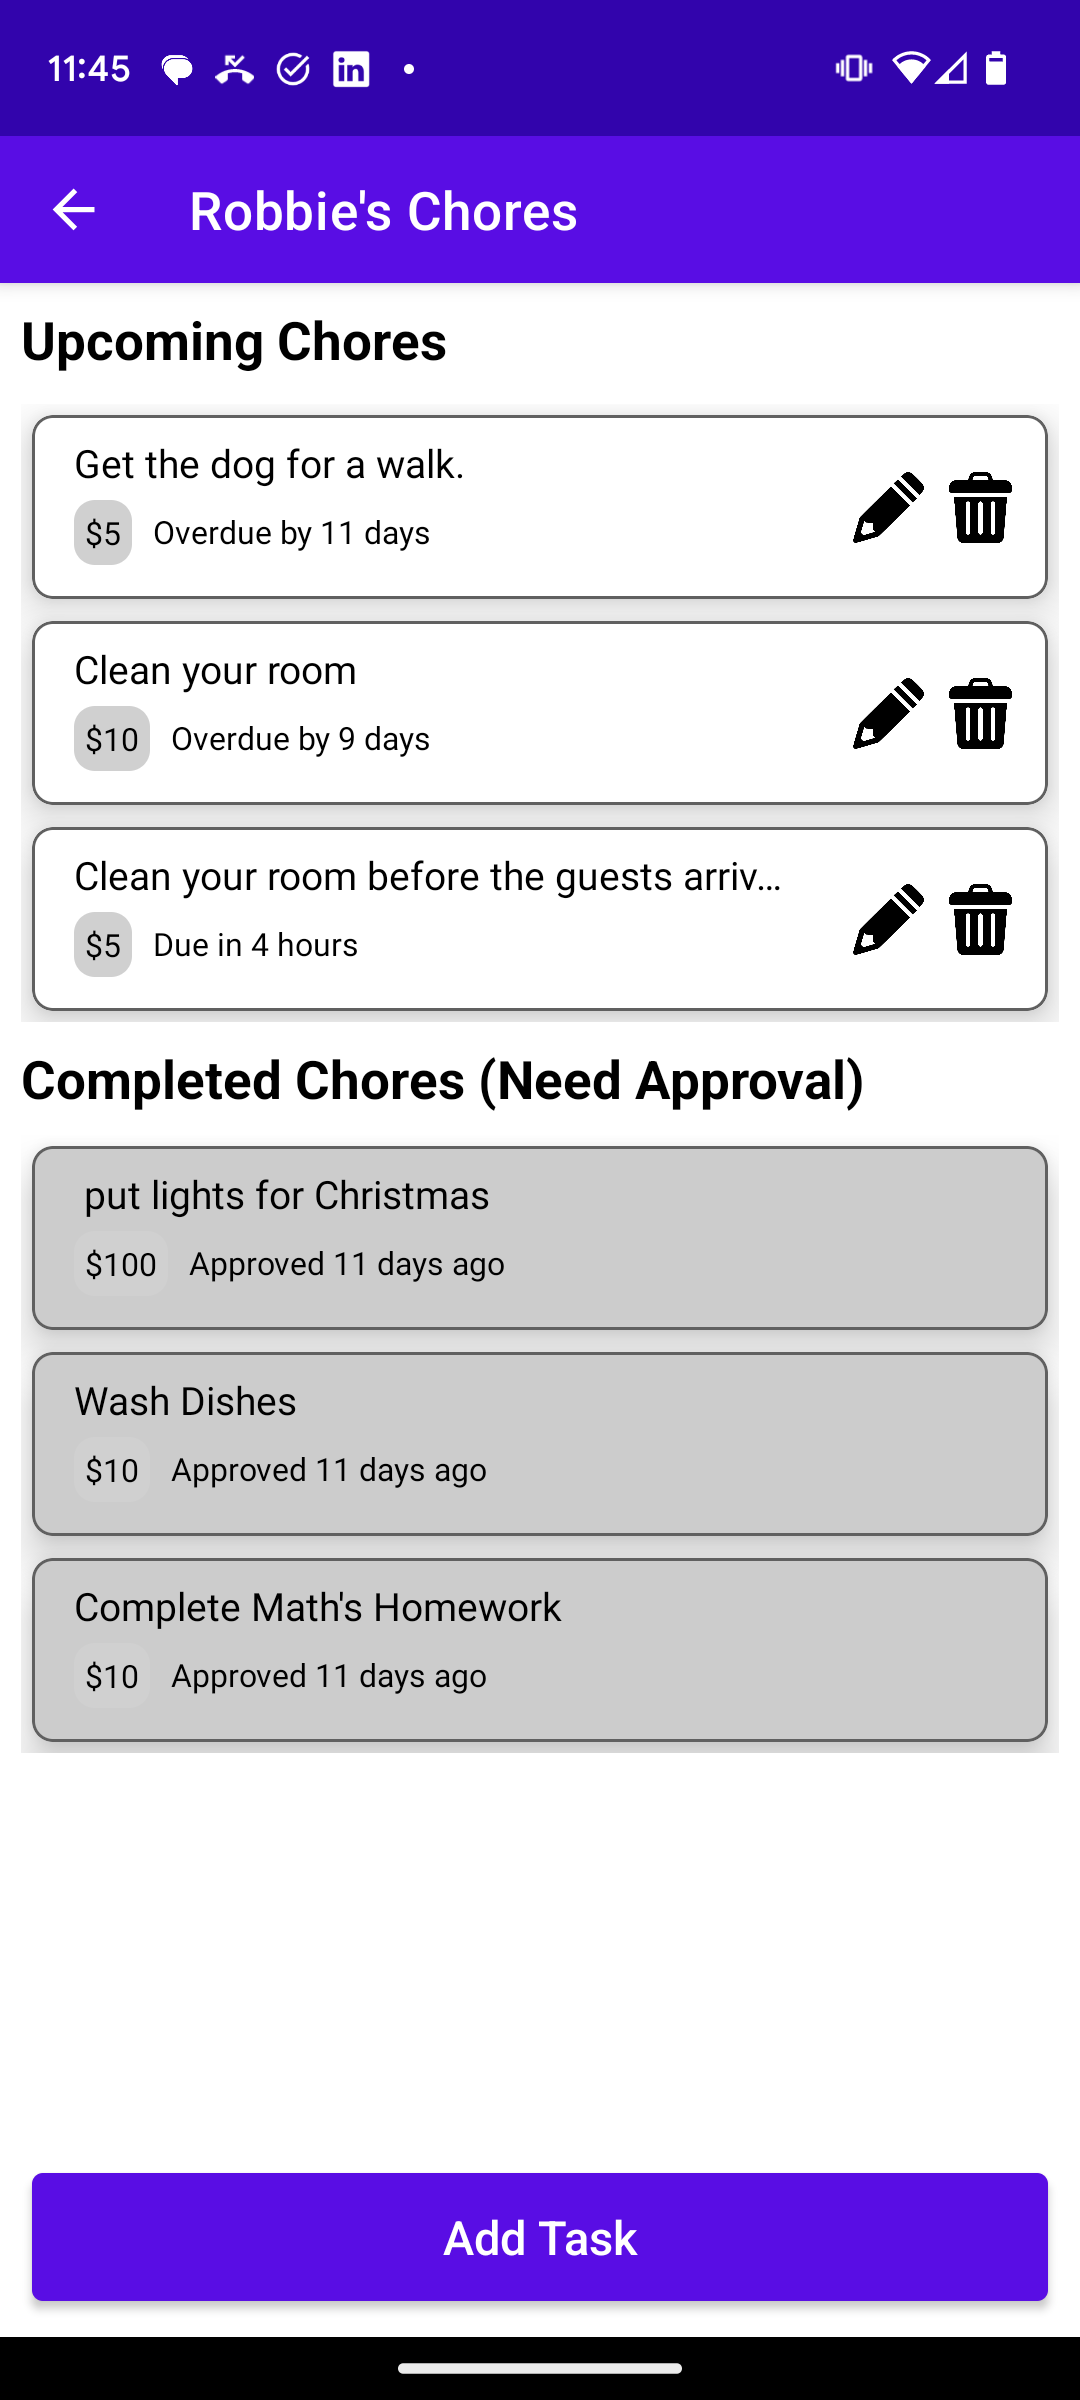 11:45
Robbie's Chores
Upcoming Chores
Get the dog for a walk.
$5 Overdue by 11 days
Clean your room
$10 Overdue by 9 days
Clean your room before the guests arriv...
$5 Due in 4 hours
Completed Chores (Need Approval)
put lights for Christmas
$100 Approved 11 days ago
Wash Dishes
$10 Approved 11 days ago
Complete Math's Homework
$10 Approved 11 days ago
Add Task